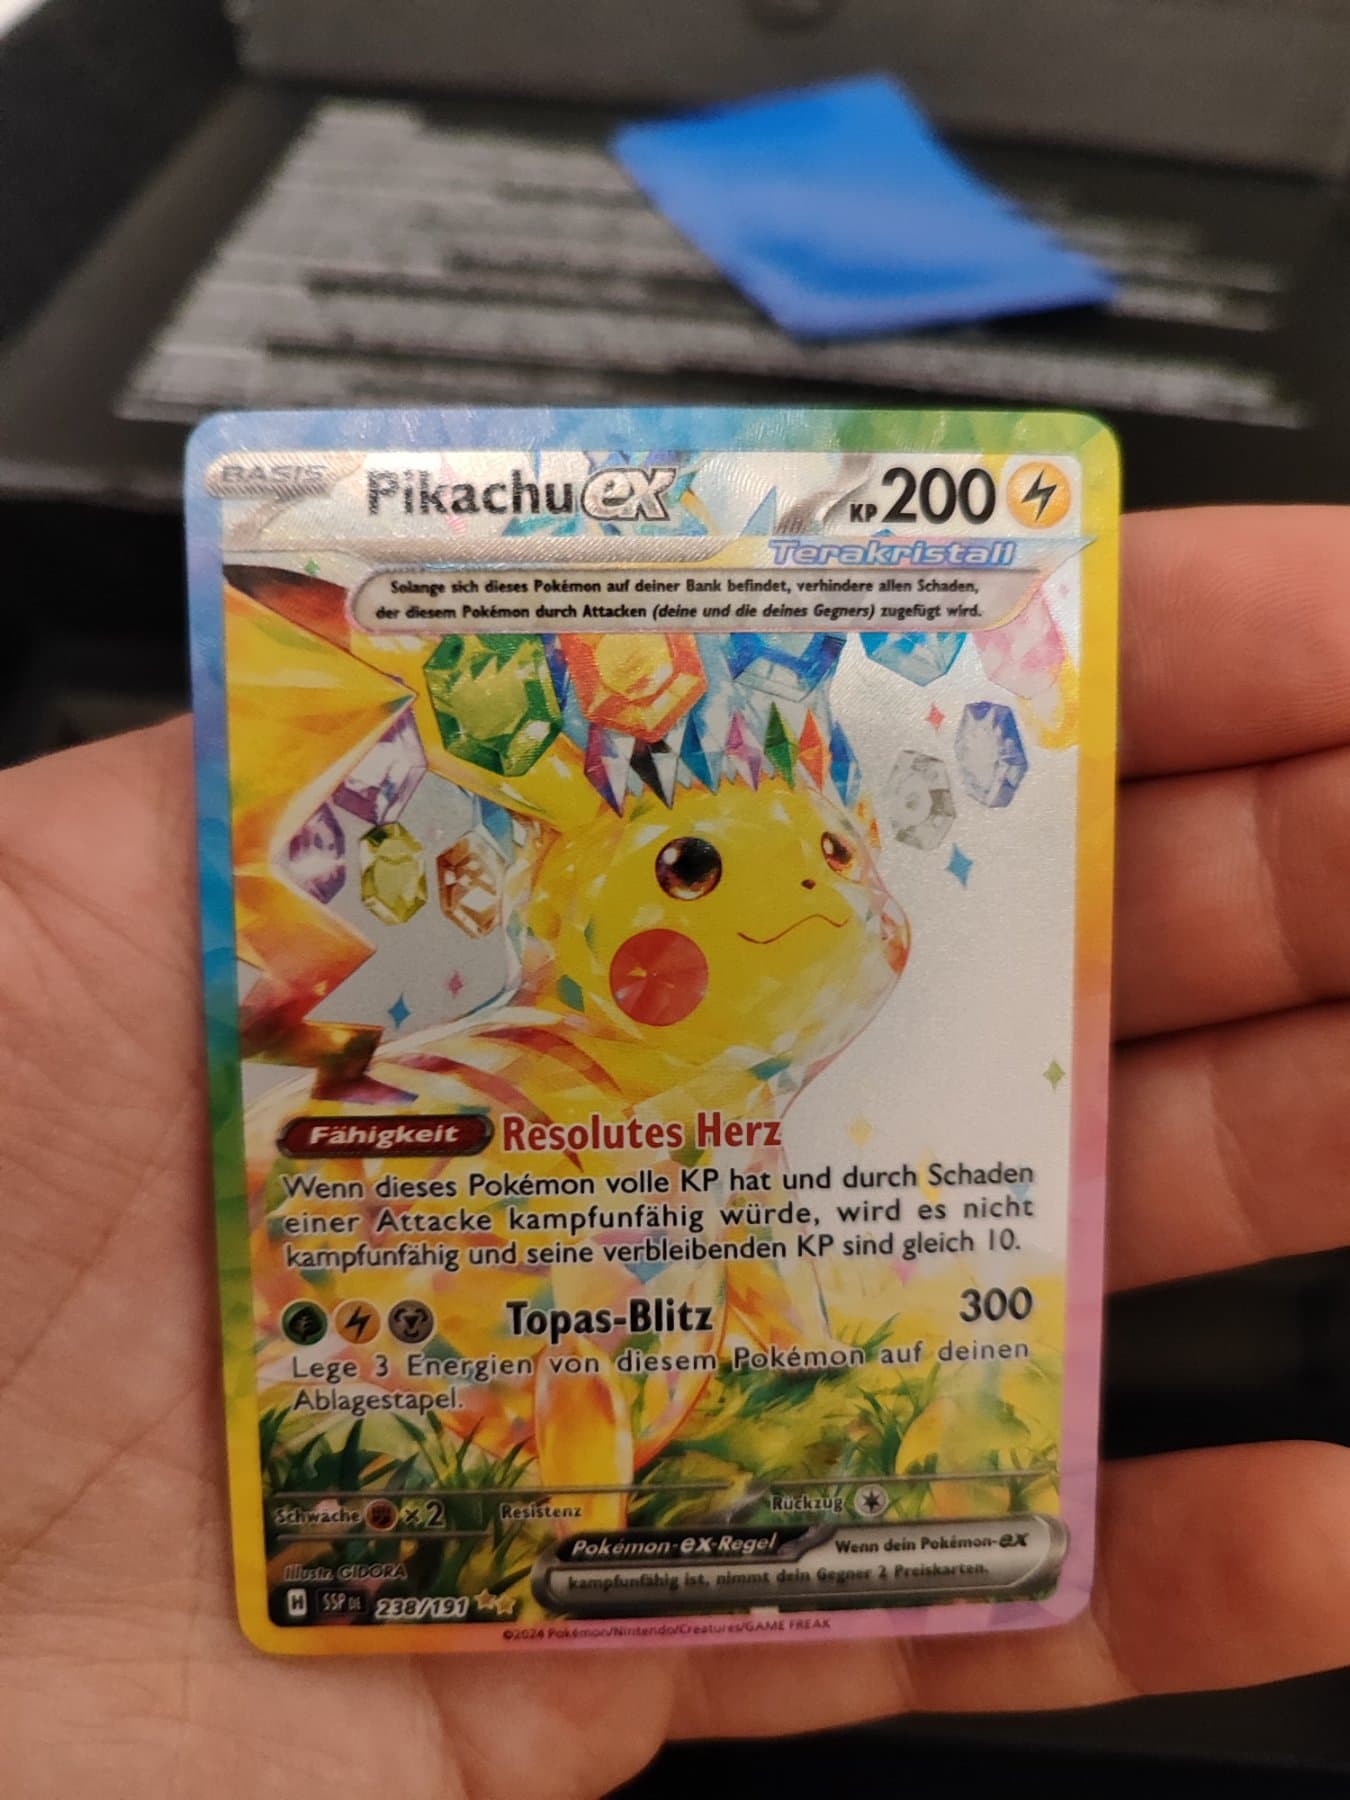 BASIS Pikachu ex KP 200
Terakristall
Solange sich dieses Pokémon auf deiner Bank befindet, verhindere allen Schaden,
der diesem Pokémon durch Attacken (deine und die deines Gegners) zugefügt wird.
Fähigkeit Resolutes Herz
Wenn dieses Pokémon volle KP hat und durch Schaden
einer Attacke kampfunfähig würde, wird es nicht
kampfunfähig und seine verbleibenden KP sind gleich 10.
Topas-Blitz 300
Lege 3 Energien von diesem Pokémon auf deinen
Ablagestapel.
Schwäche ×2 Resistenz Rückzug
Pokémon-ex-Regel Wenn dein Pokémon-ex
kampfunfähig ist, nimmt dein Gegner 2 Preiskarten.
Illustr. GIDORA
H SSP DE 238/191
©2024 Pokémon/Nintendo/Creatures/GAME FREAK